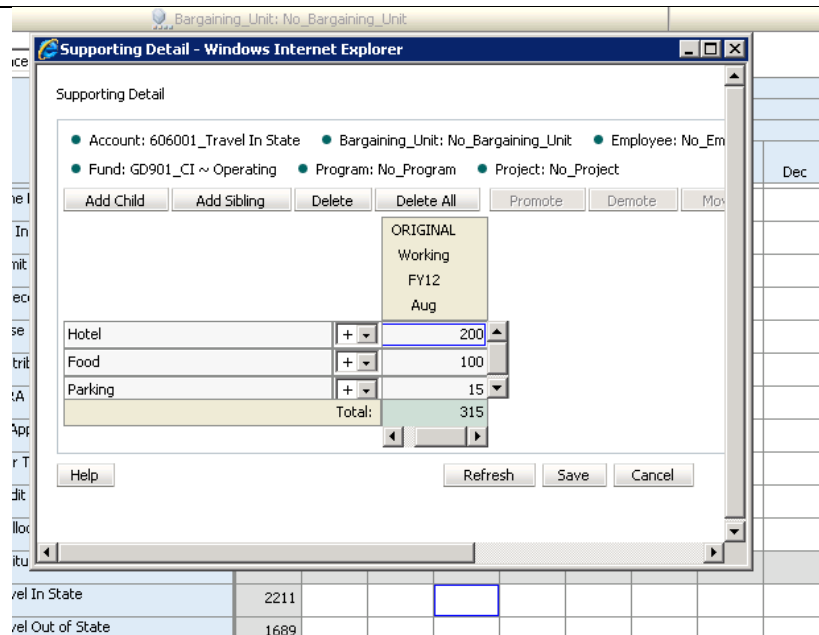 Bargaining_Unit: No_Bargaining_Unit
Supporting Detail - Windows Internet Explorer
Supporting Detail
Account: 606001_Travel In State Bargaining_Unit: No_Bargaining_Unit Employee: No_Em
Fund: GD901_CI ~ Operating Program: No_Program Project: No_Project
Dec
Add Child Add Sibling Delete Delete All Promote Demote Mov
ORIGINAL
Working
FY12
Aug
Hotel + 200
Food + 100
Parking + 15
Total: 315
Help Refresh Save Cancel
vel In State 2211
vel Out of State 1689